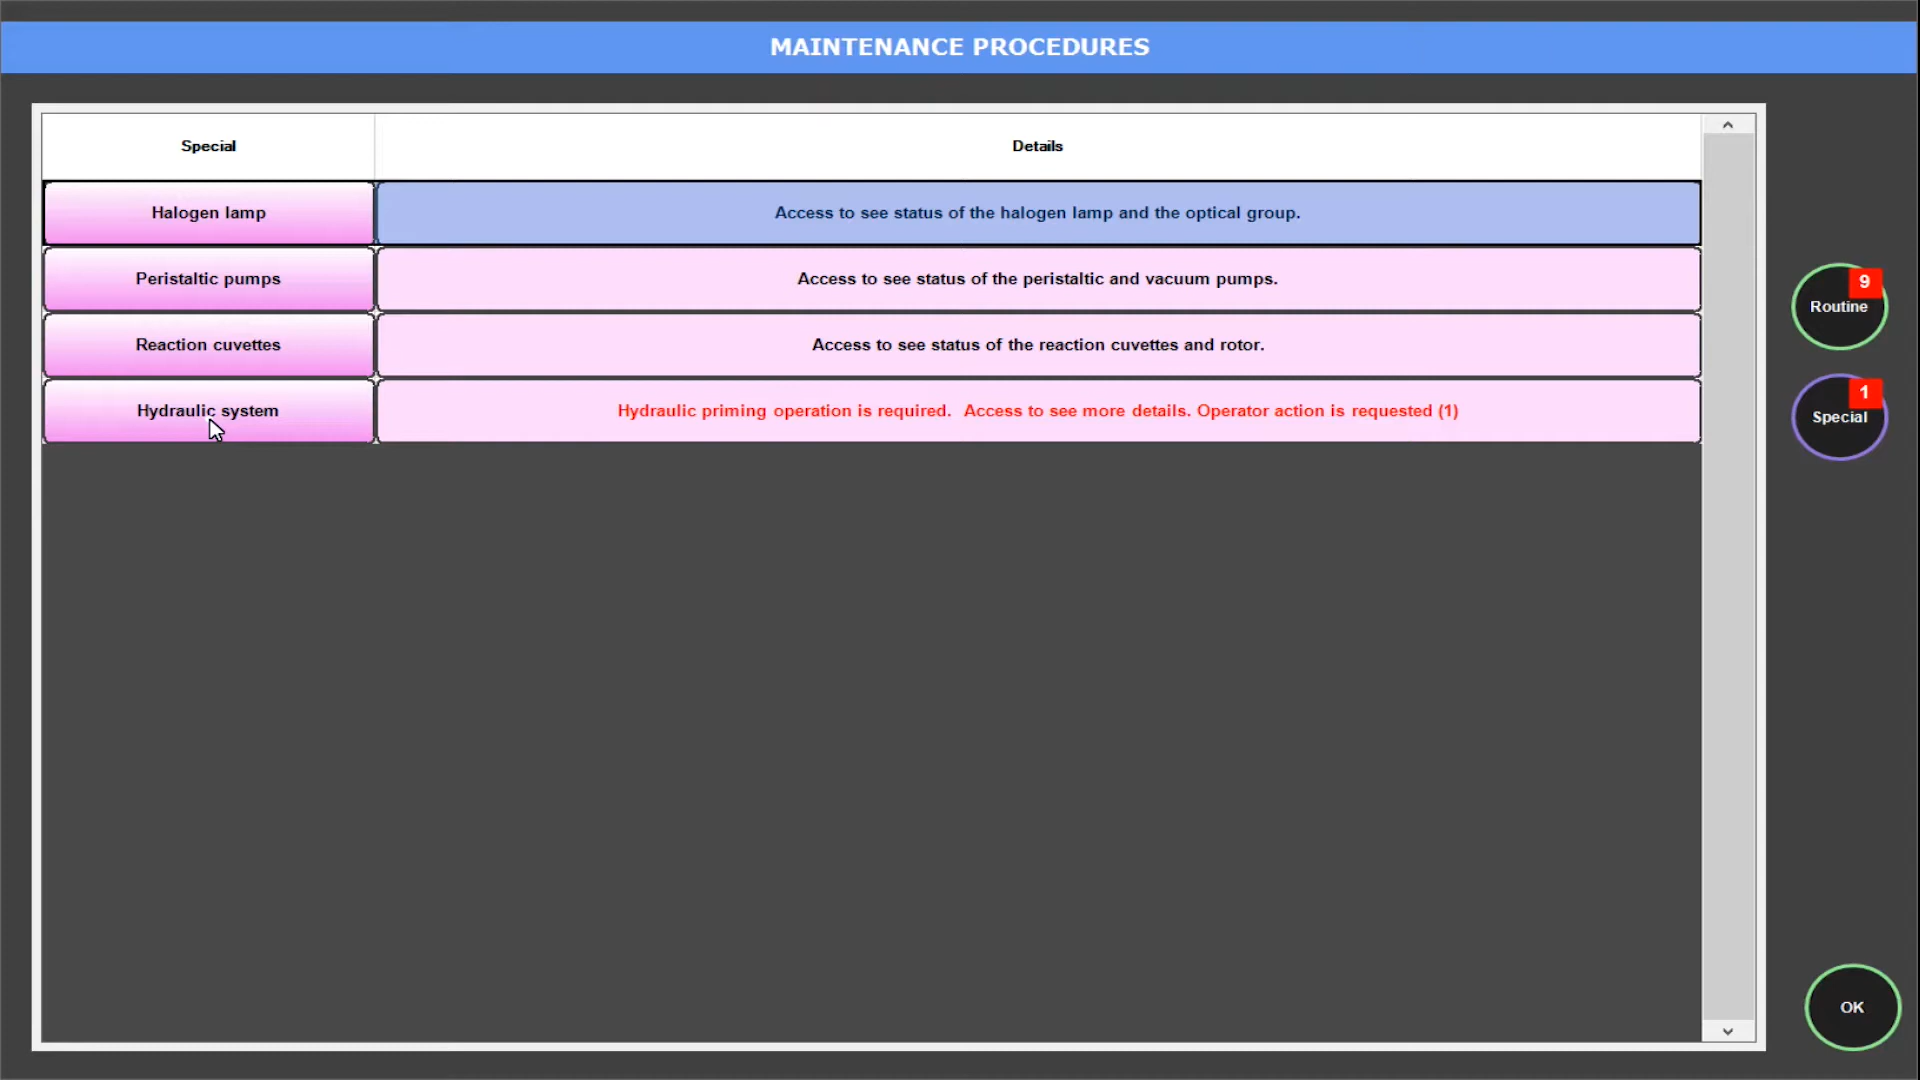 MAINTENANCE PROCEDURES
Special
Details
Halogen lamp
Access to see status of the halogen lamp and the optical group.
Peristaltic pumps
Access to see status of the peristaltic and vacuum pumps.
Reaction cuvettes
Access to see status of the reaction cuvettes and rotor.
Hydraulic system
Hydraulic priming operation is required.  Access to see more details. Operator action is requested (1)
9
Routine
1
Special
OK